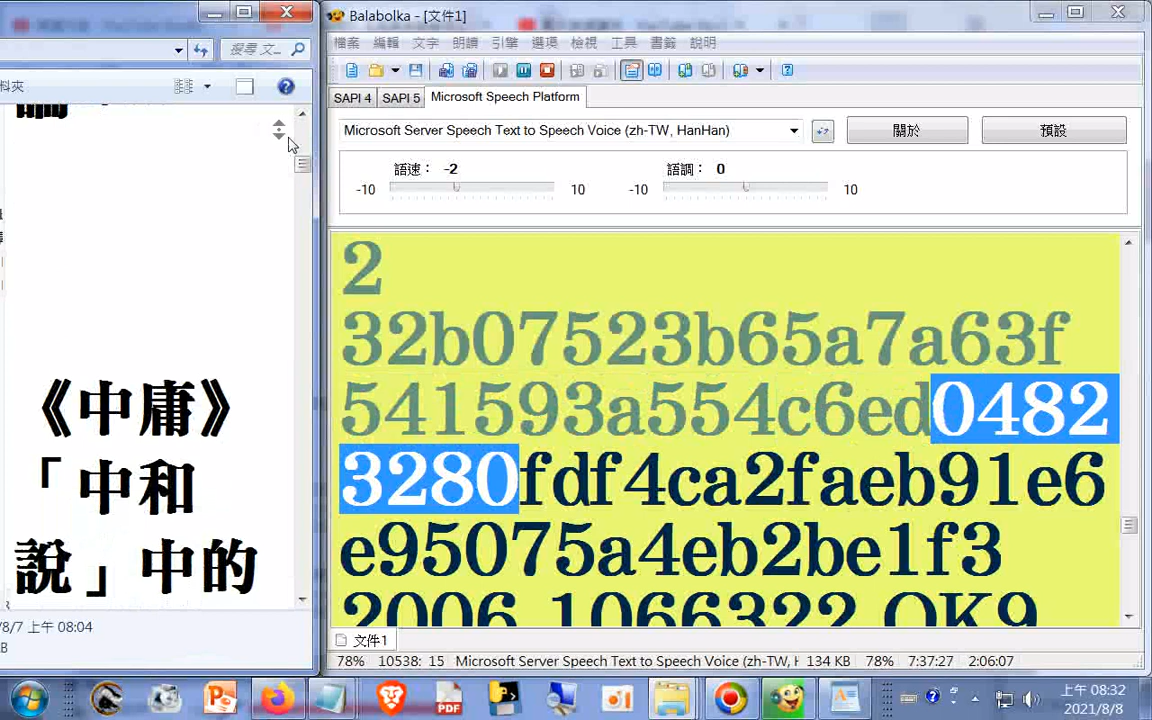 Balabolka - [文件1]
搜尋 文...
檔案 編輯 文字 朗讀 引擎 選項 檢視 工具 書籤 說明
料夾
SAPI 4 SAPI 5 Microsoft Speech Platform
Microsoft Server Speech Text to Speech Voice (zh-TW, HanHan) 關於 預設
語速： -2 語調： 0
-10 10 -10 10
2
32b07523b65a7a63f
541593a554c6ed0482
3280fdf4ca2faeb91e6
e95075a4eb2be1f3
2006 1066322 OK9
《中庸》
「中和
說」中的
/8/7 上午 08:04
文件1
78% 10538: 15 Microsoft Server Speech Text to Speech Voice (zh-TW, H 134 KB 78% 7:37:27 2:06:07
PDF
上午 08:32
2021/8/8